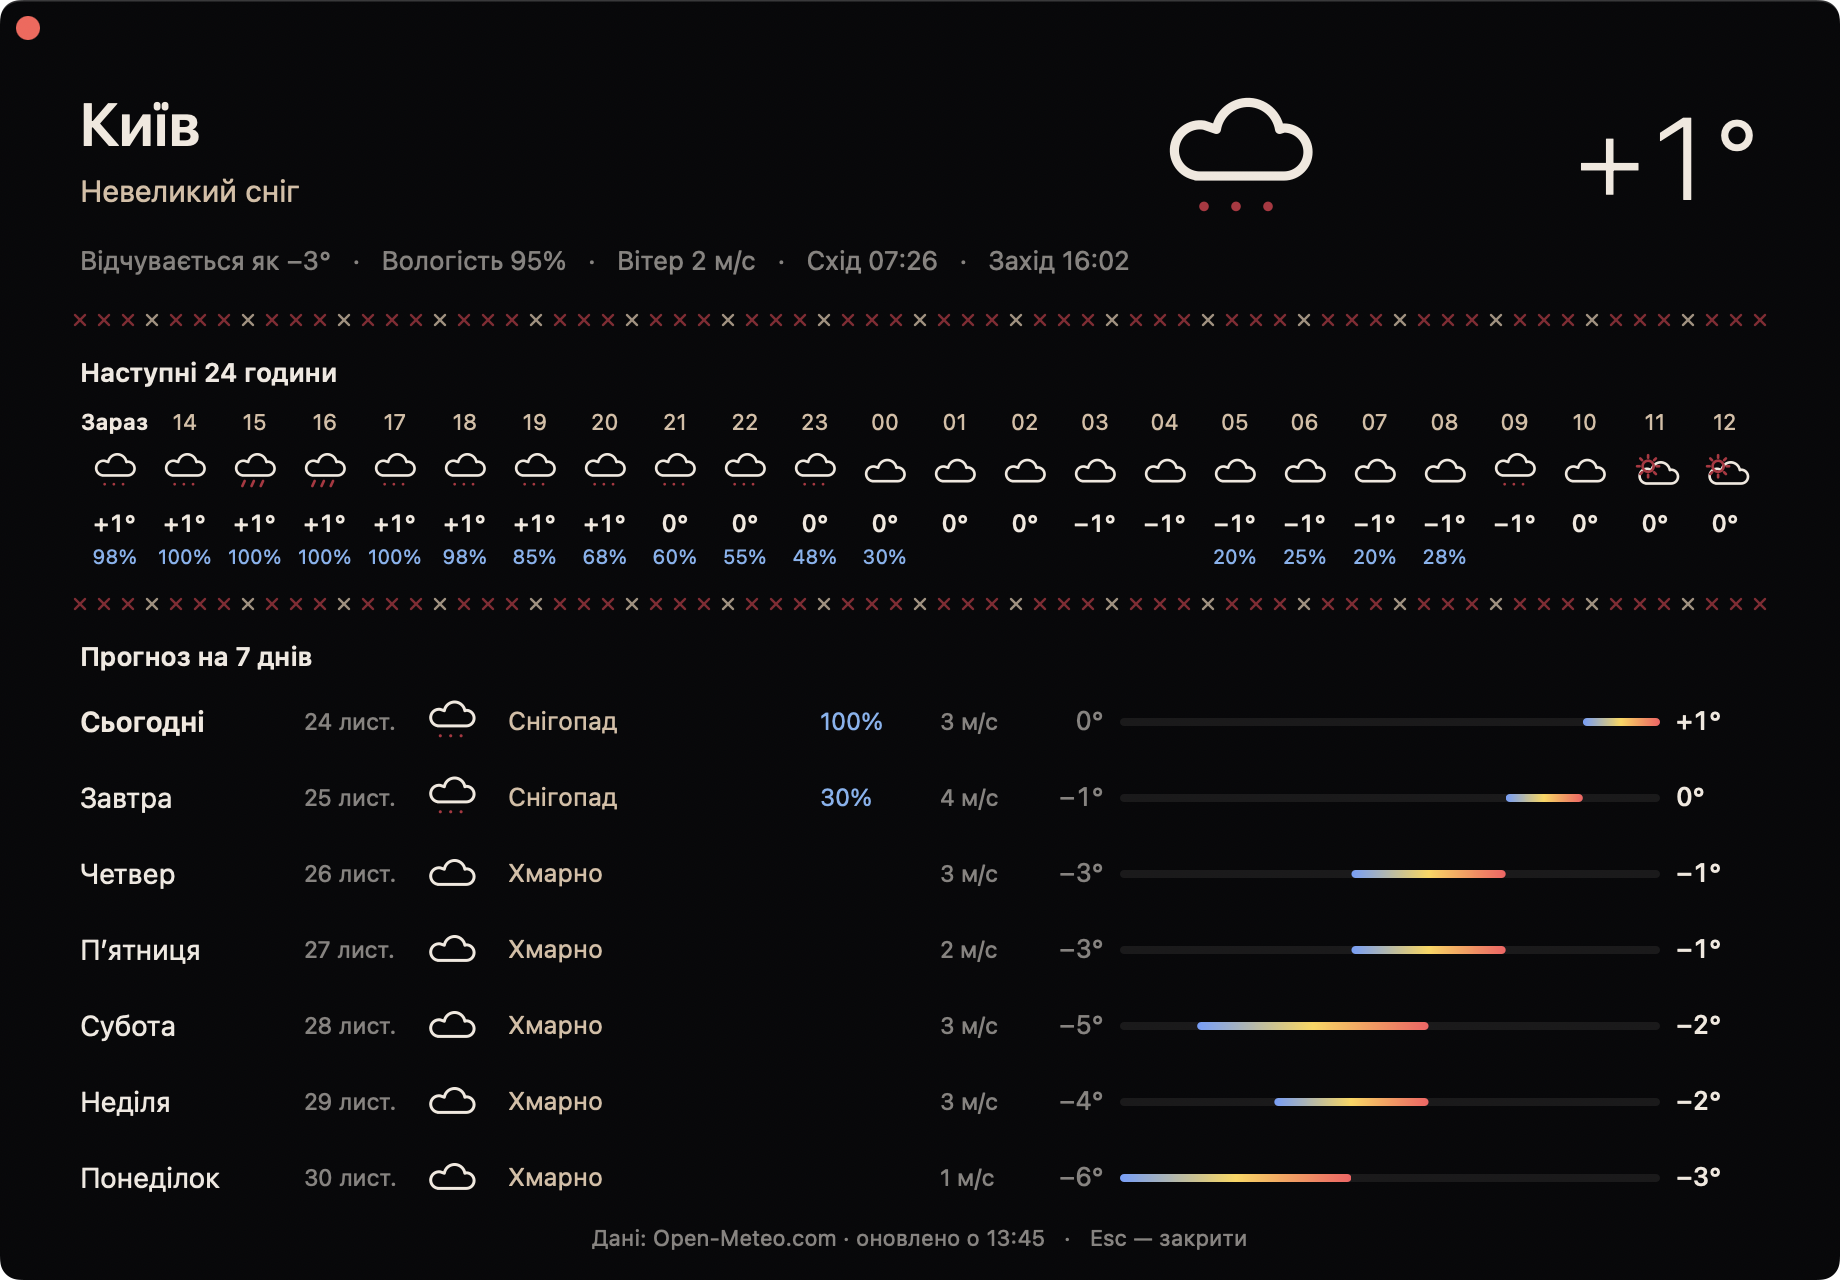 Київ
+1°
Невеликий сніг
Відчувається як −3° · Вологість 95% · Вітер 2 м/с · Схід 07:26 · Захід 16:02
Наступні 24 години
Зараз 14 15 16 17 18 19 20 21 22 23 00 01 02 03 04 05 06 07 08 09 10 11 12
+1° +1° +1° +1° +1° +1° +1° +1° 0° 0° 0° 0° 0° 0° −1° −1° −1° −1° −1° −1° −1° 0° 0° 0°
98% 100% 100% 100% 100% 98% 85% 68% 60% 55% 48% 30% 20% 25% 20% 28%
Прогноз на 7 днів
Сьогодні 24 лист. Снігопад 100% 3 м/с 0° +1°
Завтра 25 лист. Снігопад 30% 4 м/с −1° 0°
Четвер 26 лист. Хмарно 3 м/с −3° −1°
Пʼятниця 27 лист. Хмарно 2 м/с −3° −1°
Субота 28 лист. Хмарно 3 м/с −5° −2°
Неділя 29 лист. Хмарно 3 м/с −4° −2°
Понеділок 30 лист. Хмарно 1 м/с −6° −3°
Дані: Open-Meteo.com · оновлено о 13:45 · Esc — закрити